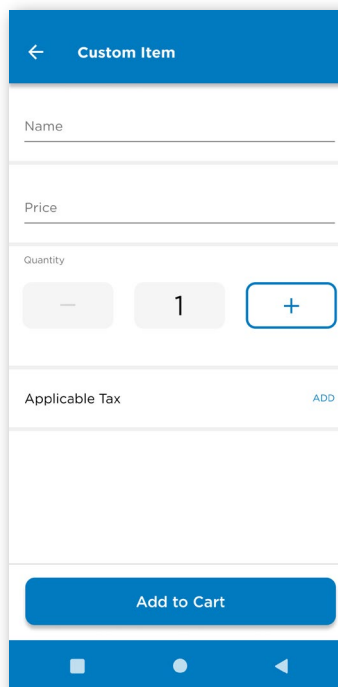 Custom Item
Name
Price
Quantity
1
Applicable Tax
ADD
Add to Cart